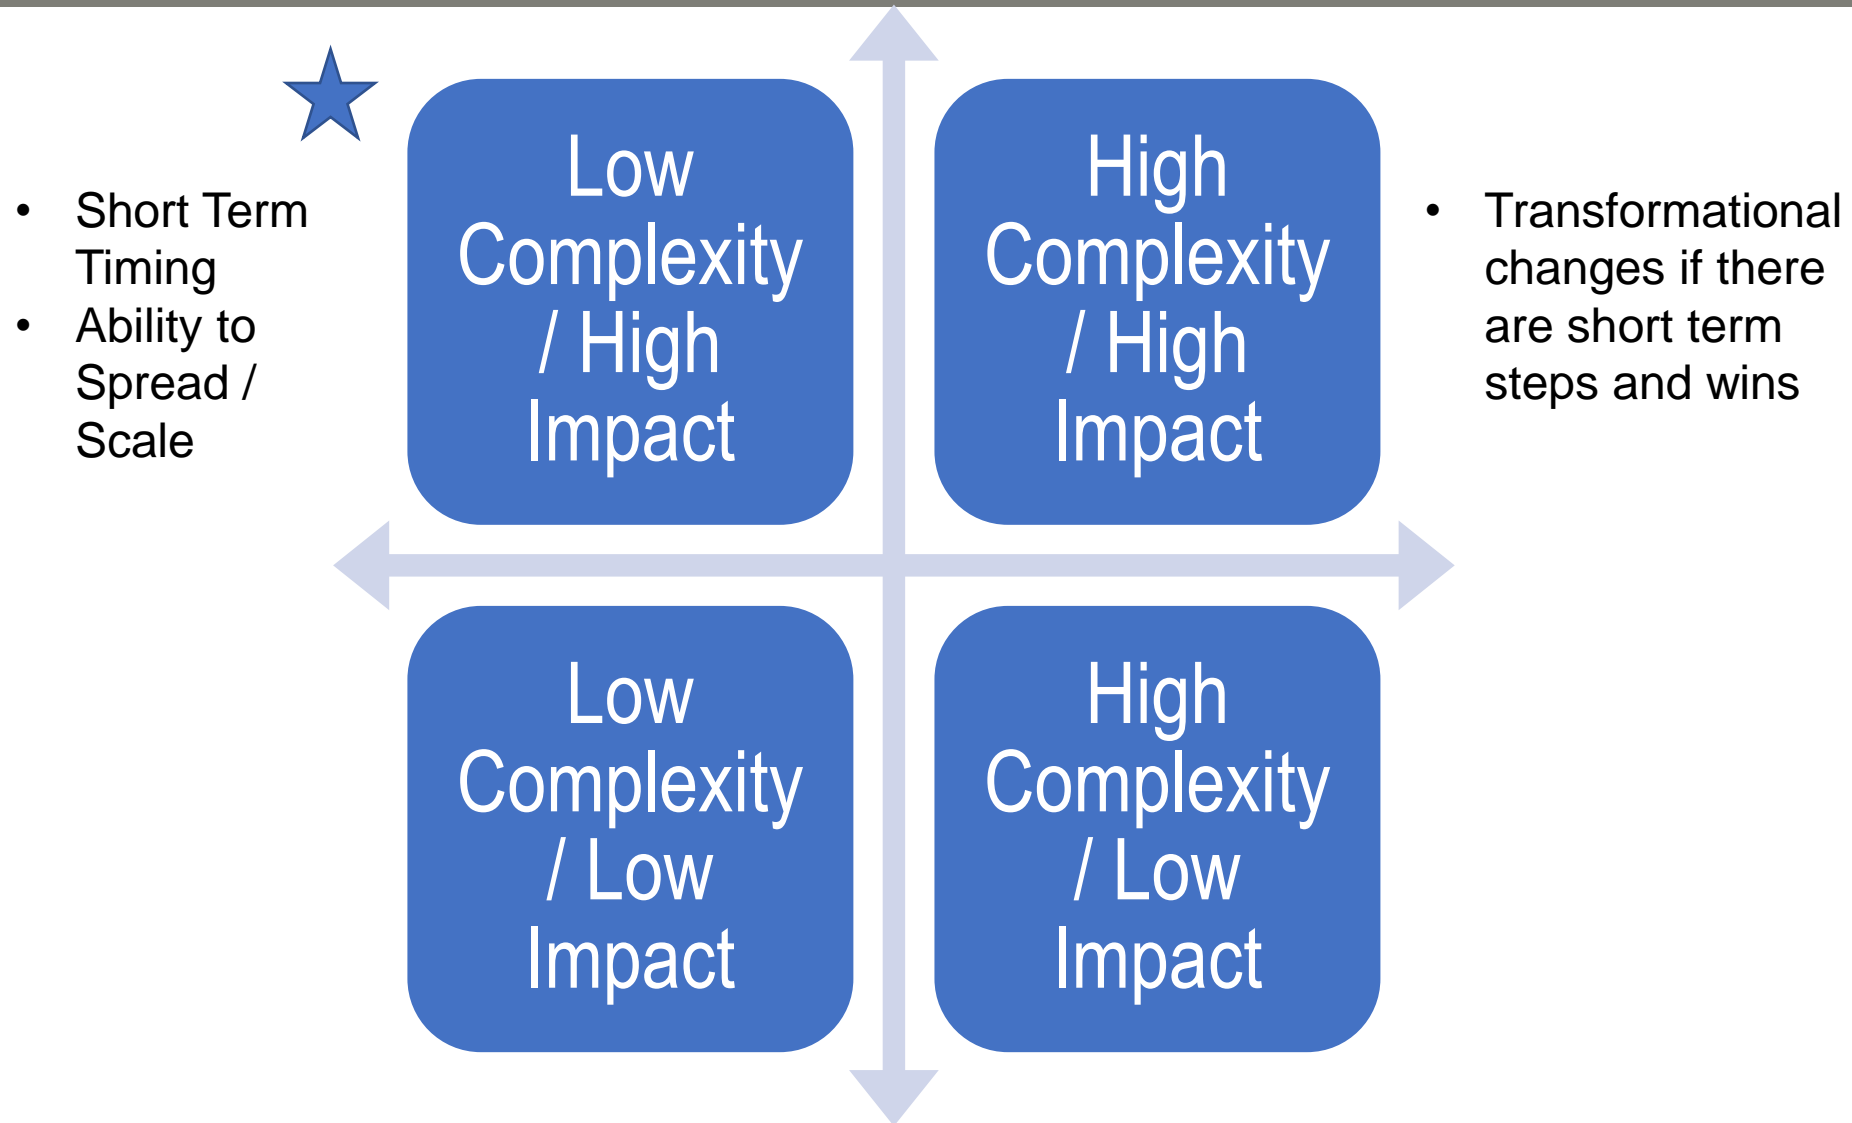 • Short Term
Timing
• Ability to
Spread /
Scale
Low
Complexity
/ High
Impact
High
Complexity
/ High
Impact
• Transformational
changes if there
are short term
steps and wins
Low
Complexity
/ Low
Impact
High
Complexity
/ Low
Impact